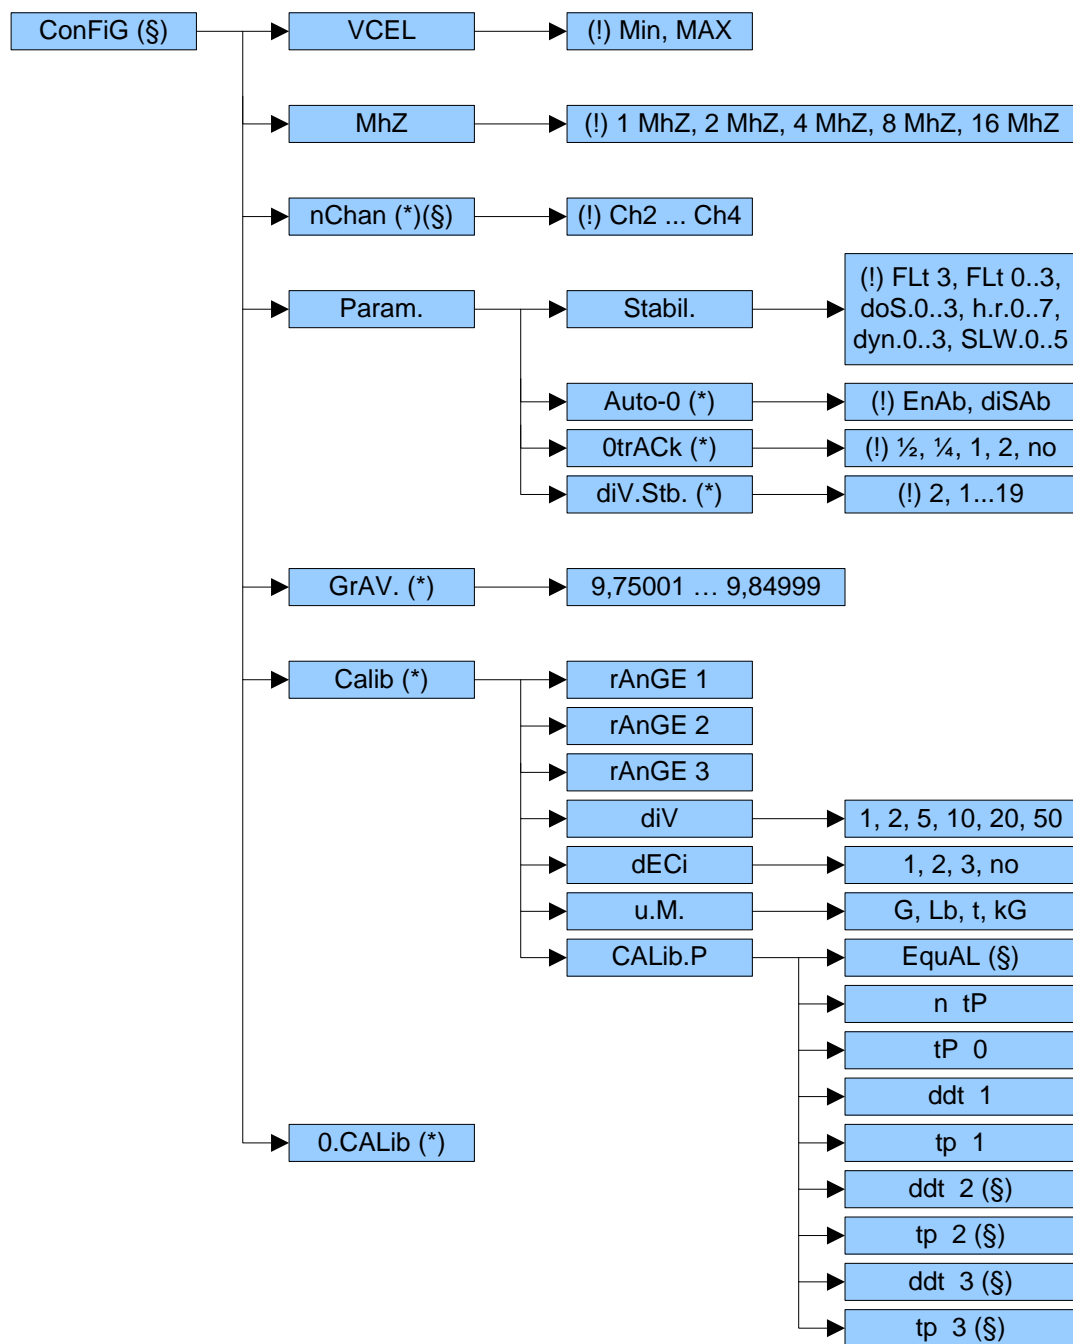 ConFiG (§)
VCEL
(!) Min, MAX
MhZ
(!) 1 MhZ, 2 MhZ, 4 MhZ, 8 MhZ, 16 MhZ
nChan (*)(§)
(!) Ch2 ... Ch4
Param.
Stabil.
(!) FLt 3, FLt 0..3,
doS.0..3, h.r.0..7,
dyn.0..3, SLW.0..5
Auto-0 (*)
(!) EnAb, diSAb
0trACk (*)
(!) ½, ¼, 1, 2, no
diV.Stb. (*)
(!) 2, 1...19
GrAV. (*)
9,75001 … 9,84999
Calib (*)
rAnGE 1
rAnGE 2
rAnGE 3
diV
1, 2, 5, 10, 20, 50
dECi
1, 2, 3, no
u.M.
G, Lb, t, kG
CALib.P
EquAL (§)
n tP
tP 0
ddt 1
tp 1
ddt 2 (§)
tp 2 (§)
ddt 3 (§)
tp 3 (§)
0.CALib (*)